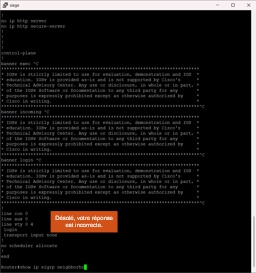 siege
no ip http server
no ip http secure-server
!
!
!
control-plane
!
banner exec ^C
**************************************************************************
* IOSv is strictly limited to use for evaluation, demonstration and IOS *
* education. IOSv is provided as-is and is not supported by Cisco's *
* Technical Advisory Center. Any use or disclosure, in whole or in part, *
* of the IOSv Software or Documentation to any third party for any *
* purposes is expressly prohibited except as otherwise authorized by *
* Cisco in writing. *
**************************************************************************^C
banner incoming ^C
**************************************************************************
* IOSv is strictly limited to use for evaluation, demonstration and IOS *
* education. IOSv is provided as-is and is not supported by Cisco's *
* Technical Advisory Center. Any use or disclosure, in whole or in part, *
* of the IOSv Software or Documentation to any third party for any *
* purposes is expressly prohibited except as otherwise authorized by *
* Cisco in writing. *
**************************************************************************^C
banner login ^C
**************************************************************************
* IOSv is strictly limited to use for evaluation, demonstration and IOS *
* education. IOSv is provided as-is and is not supported by Cisco's *
* Technical Advisory Center. Any use or disclosure, in whole or in part, *
* of the IOSv Software or Documentation to any third party for any *
* purposes is expressly prohibited except as otherwise authorized by *
* Cisco in writing. *
**************************************************************************^C
!
line con 0
line aux 0
line vty 0 4
login
transport input none
!
no scheduler allocate
!
end
Désolé, votre réponse
est incorrecte.
Router#show ip eigrp neighbors